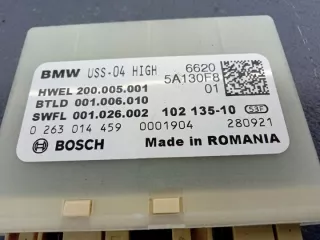 BMW USS-04 HIGH 6620
5A130F8
HWEL 200.005.001 01
BTLD 001.006.010
SWFL 001.026.002 102 135-10
0 263 014 459 0001904 280921
BOSCH Made in ROMANIA